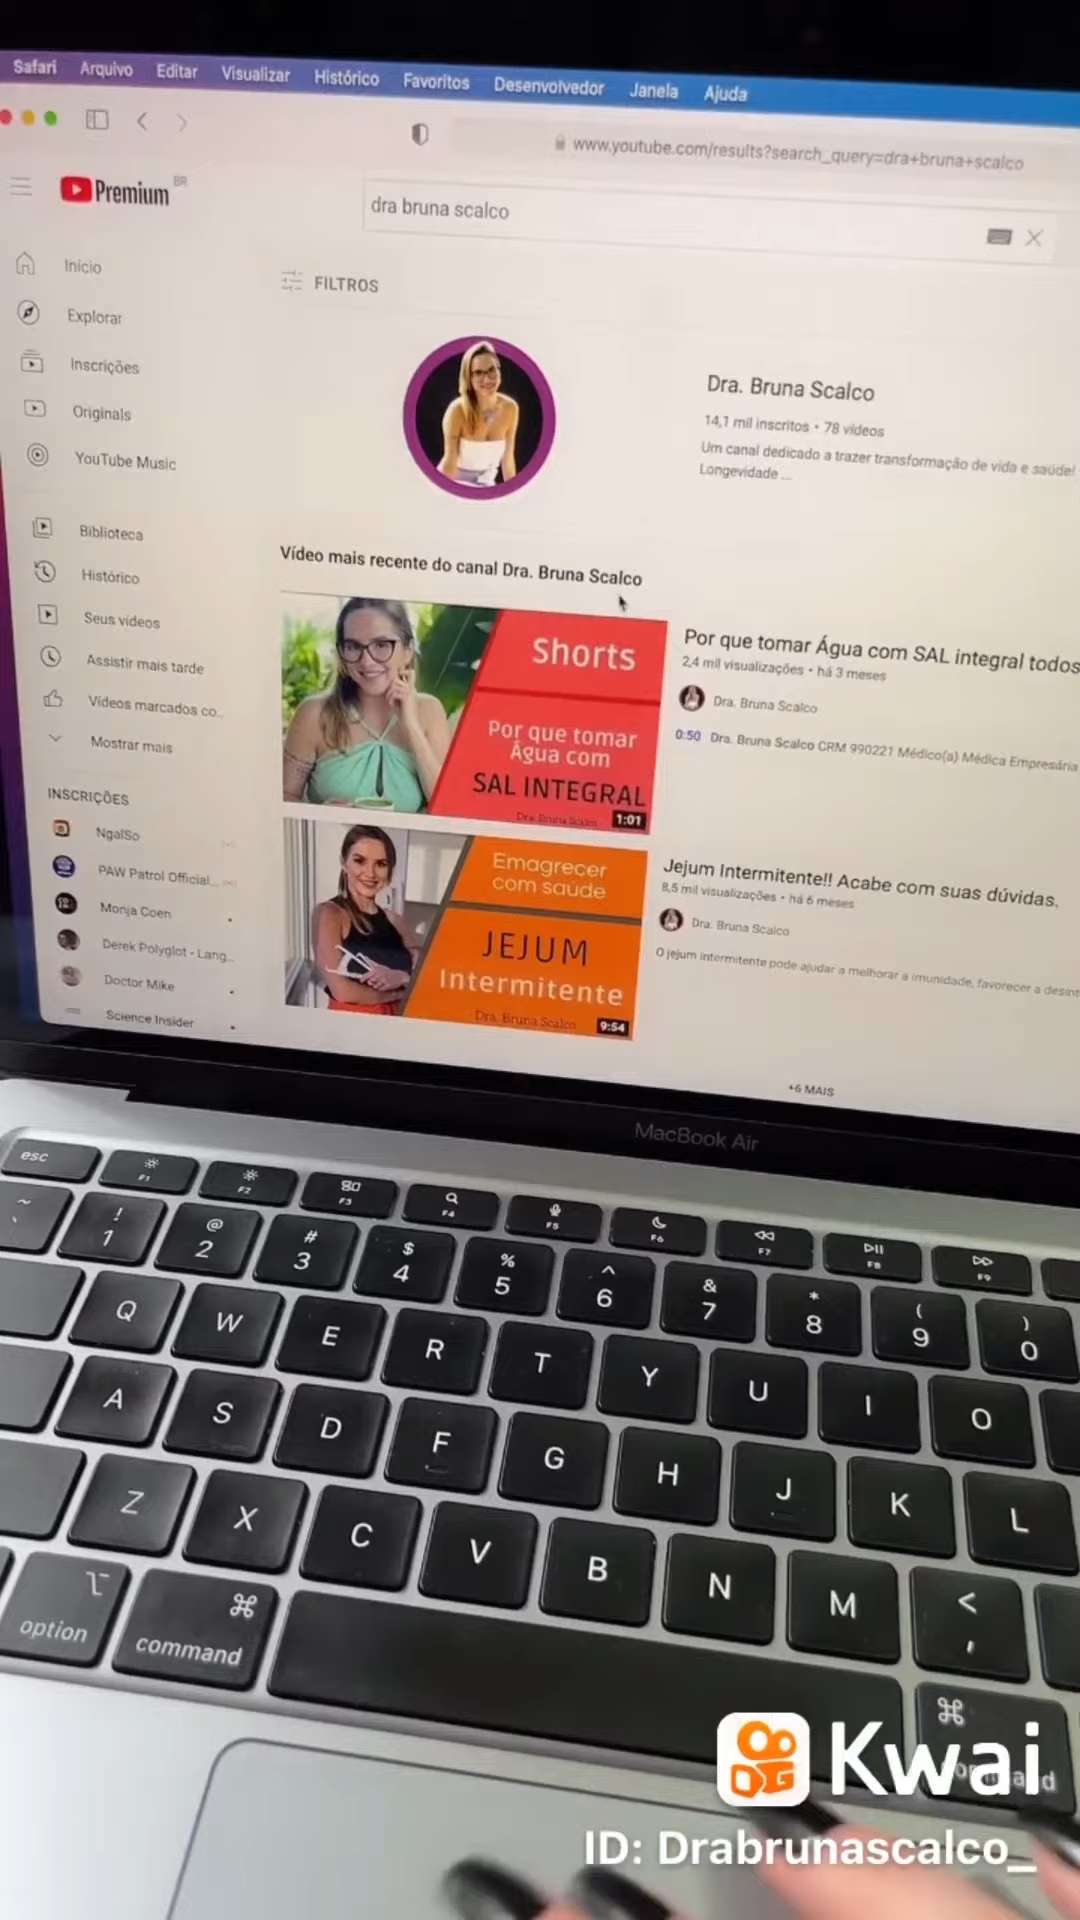 Safari Arquivo Editar Visualizar Histórico Favoritos Desenvolvedor Janela Ajuda
www.youtube.com/results?search_query=dra+bruna+scalco
Premium BR
dra bruna scalco
FILTROS
Início
Explorar
Inscrições
Originals
YouTube Music
Biblioteca
Histórico
Seus vídeos
Assistir mais tarde
Vídeos marcados co...
Mostrar mais
INSCRIÇÕES
NgalSo
PAW Patrol Official...
Monja Coen
Derek Polyglot - Lang...
Doctor Mike
Science Insider
Dra. Bruna Scalco
14,1 mil inscritos • 78 vídeos
Um canal dedicado a trazer transformação de vida e saúde!
Longevidade ...
Vídeo mais recente do canal Dra. Bruna Scalco
Shorts
Por que tomar
Água com
SAL INTEGRAL
Dra. Bruna Scalco
1:01
Por que tomar Água com SAL integral todos
2,4 mil visualizações • há 3 meses
Dra. Bruna Scalco
0:50 Dra. Bruna Scalco CRM 990221 Médico(a) Médica Empresária
Emagrecer
com saúde
JEJUM
Intermitente
Dra. Bruna Scalco
9:54
Jejum Intermitente!! Acabe com suas dúvidas.
8,5 mil visualizações • há 6 meses
Dra. Bruna Scalco
O jejum intermitente pode ajudar a melhorar a imunidade, favorecer a desint
+6 MAIS
MacBook Air
esc F1 F2 F3 F4 F5 F6 F7 F8 F9
~ ! @ # $ % ^ & * ( )
` 1 2 3 4 5 6 7 8 9 0
Q W E R T Y U I O
A S D F G H J K L
Z X C V B N M < ,
option ⌘ command ⌘ command
Kwai
ID: Drabrunascalco_